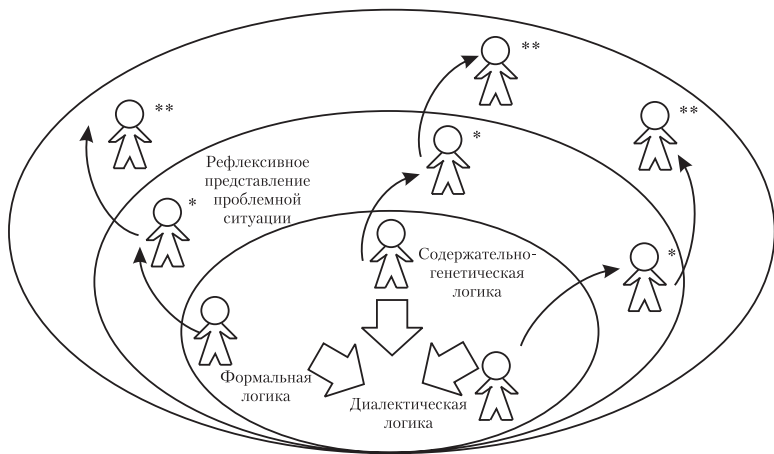 **
**
**
*
Рефлексивное
представление
проблемной
ситуации
*
Содержательно-
генетическая
логика
*
Формальная
логика
Диалектическая
логика